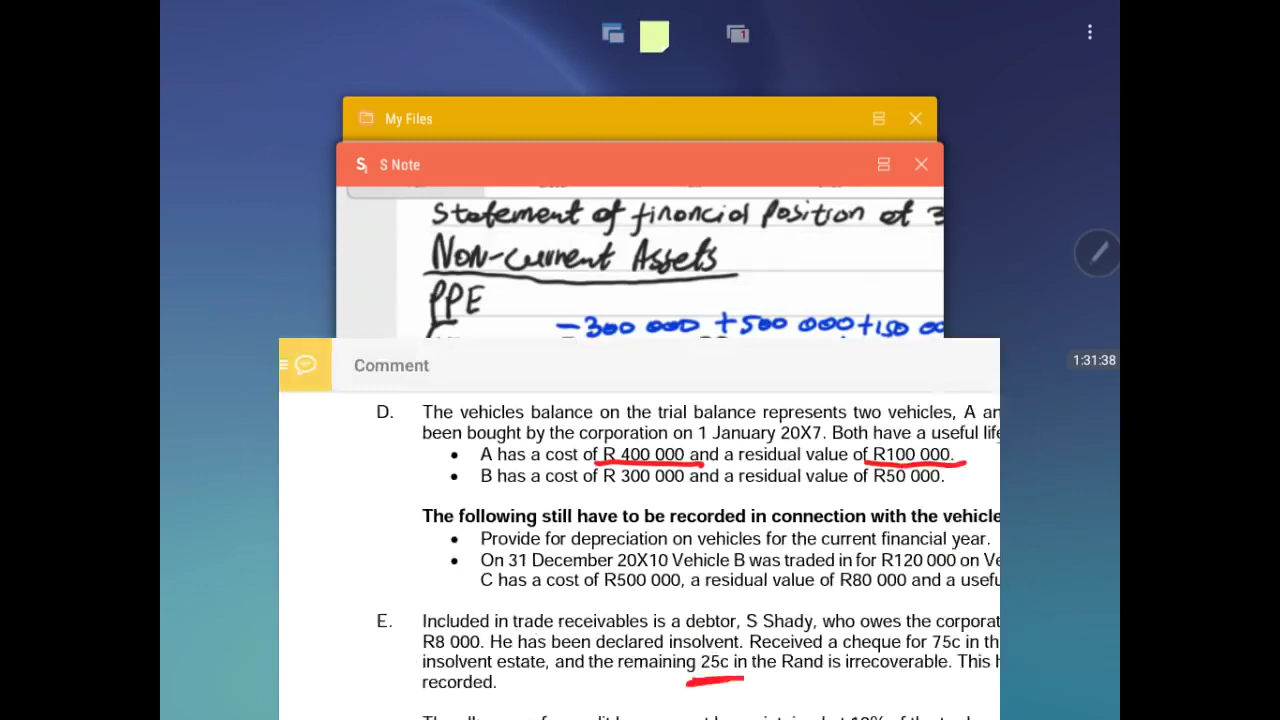 1
My Files
S Note
Statement of financial position at 3
Non-current Assets
PPE
- 300 000 + 500 000 + 150 00
Comment
1:31:38
D. The vehicles balance on the trial balance represents two vehicles, A an
been bought by the corporation on 1 January 20X7. Both have a useful life
• A has a cost of R 400 000 and a residual value of R100 000.
• B has a cost of R 300 000 and a residual value of R50 000.
The following still have to be recorded in connection with the vehicle
• Provide for depreciation on vehicles for the current financial year.
• On 31 December 20X10 Vehicle B was traded in for R120 000 on Ve
C has a cost of R500 000, a residual value of R80 000 and a usefu
E. Included in trade receivables is a debtor, S Shady, who owes the corporat
R8 000. He has been declared insolvent. Received a cheque for 75c in th
insolvent estate, and the remaining 25c in the Rand is irrecoverable. This h
recorded.